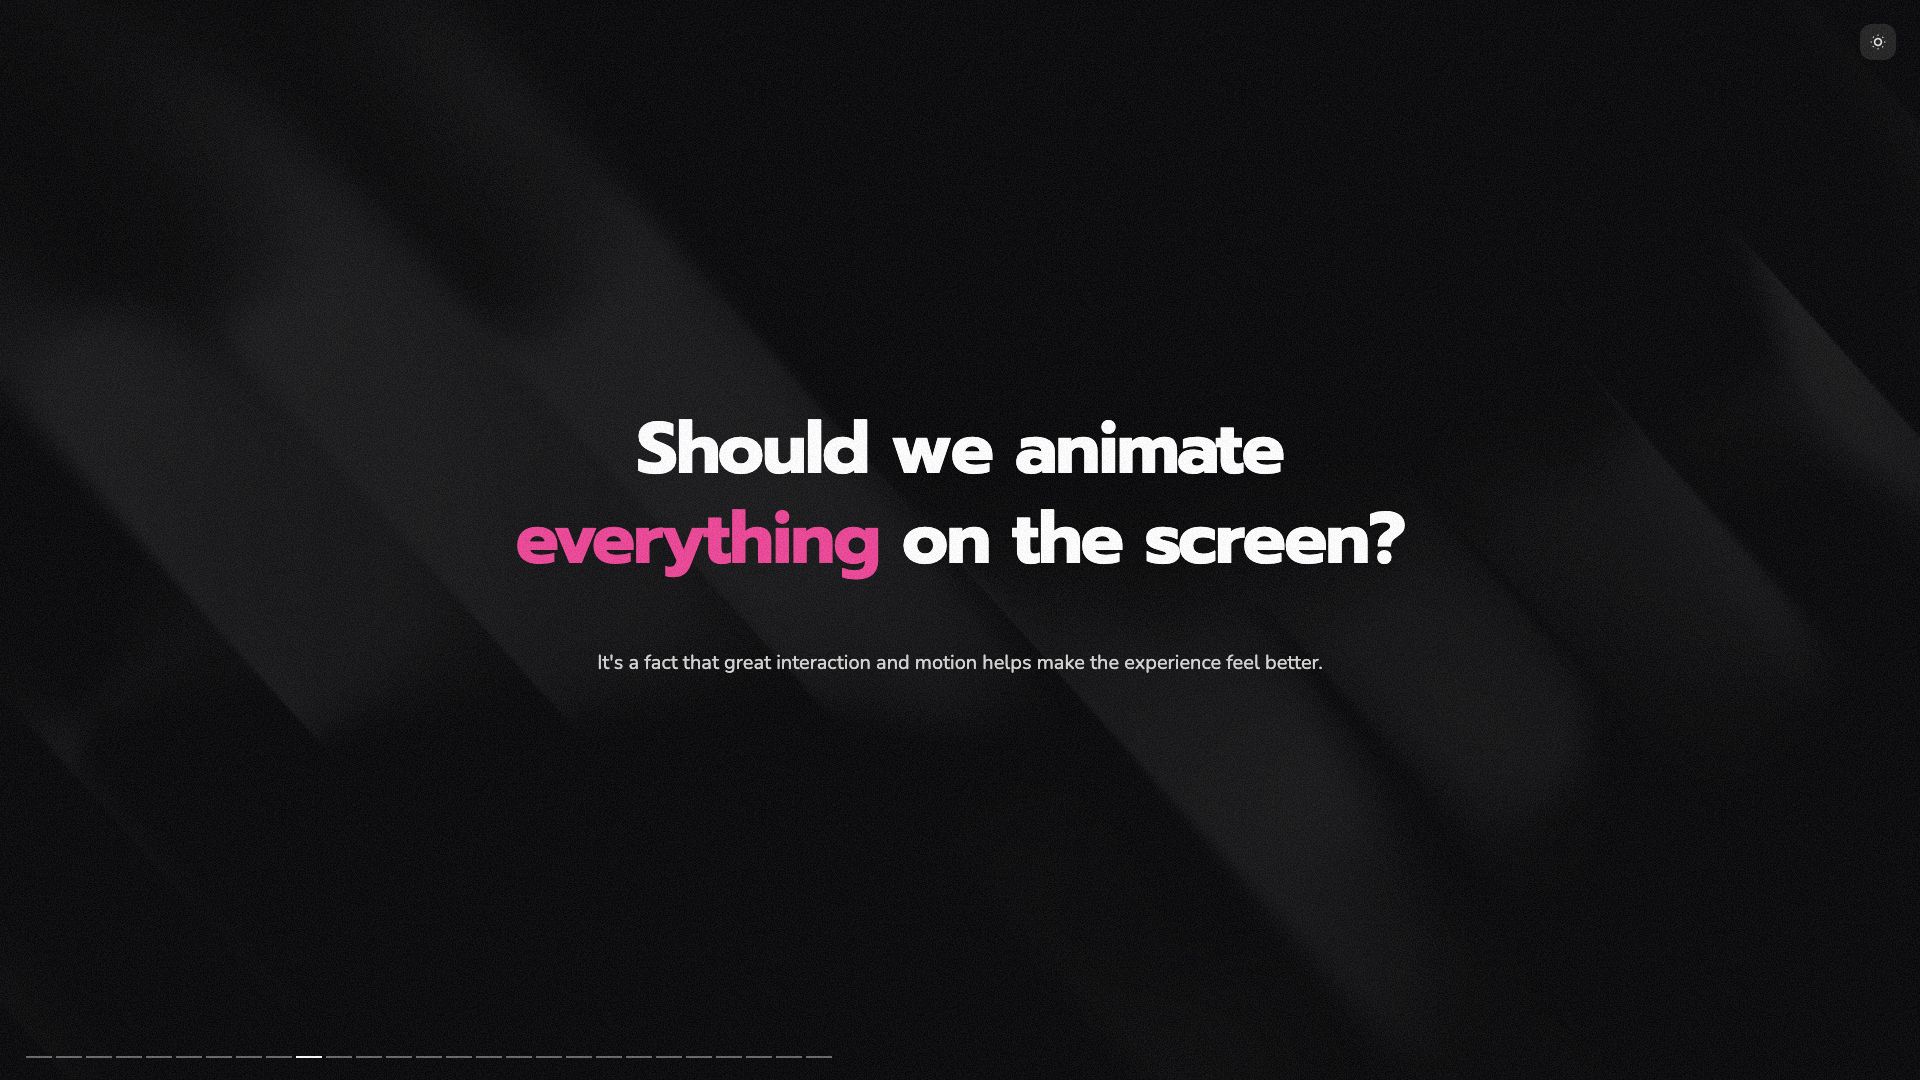 Should we animate
everything on the screen?
It's a fact that great interaction and motion helps make the experience feel better.